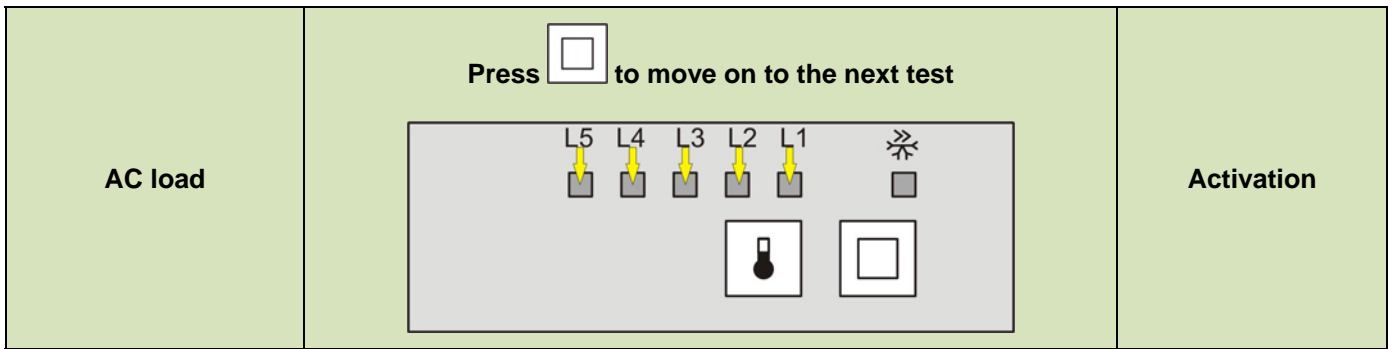 AC load
Press to move on to the next test
L5 L4 L3 L2 L1
Activation